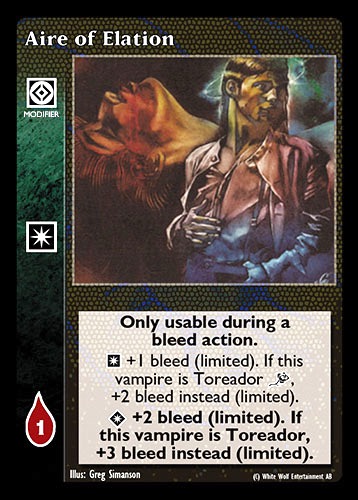 Aire of Elation
MODIFIER
Only usable during a
bleed action.
+1 bleed (limited). If this
vampire is Toreador ,
+2 bleed instead (limited).
+2 bleed (limited). If
this vampire is Toreador,
+3 bleed instead (limited).
1
Illus: Greg Simanson
(C) White Wolf Entertainment AB